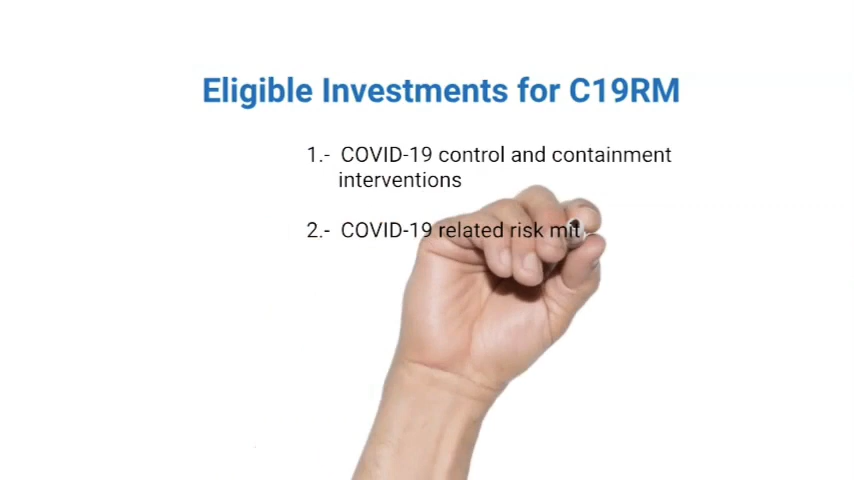 Eligible Investments for C19RM
1.- COVID-19 control and containment
interventions
2.- COVID-19 related risk mit